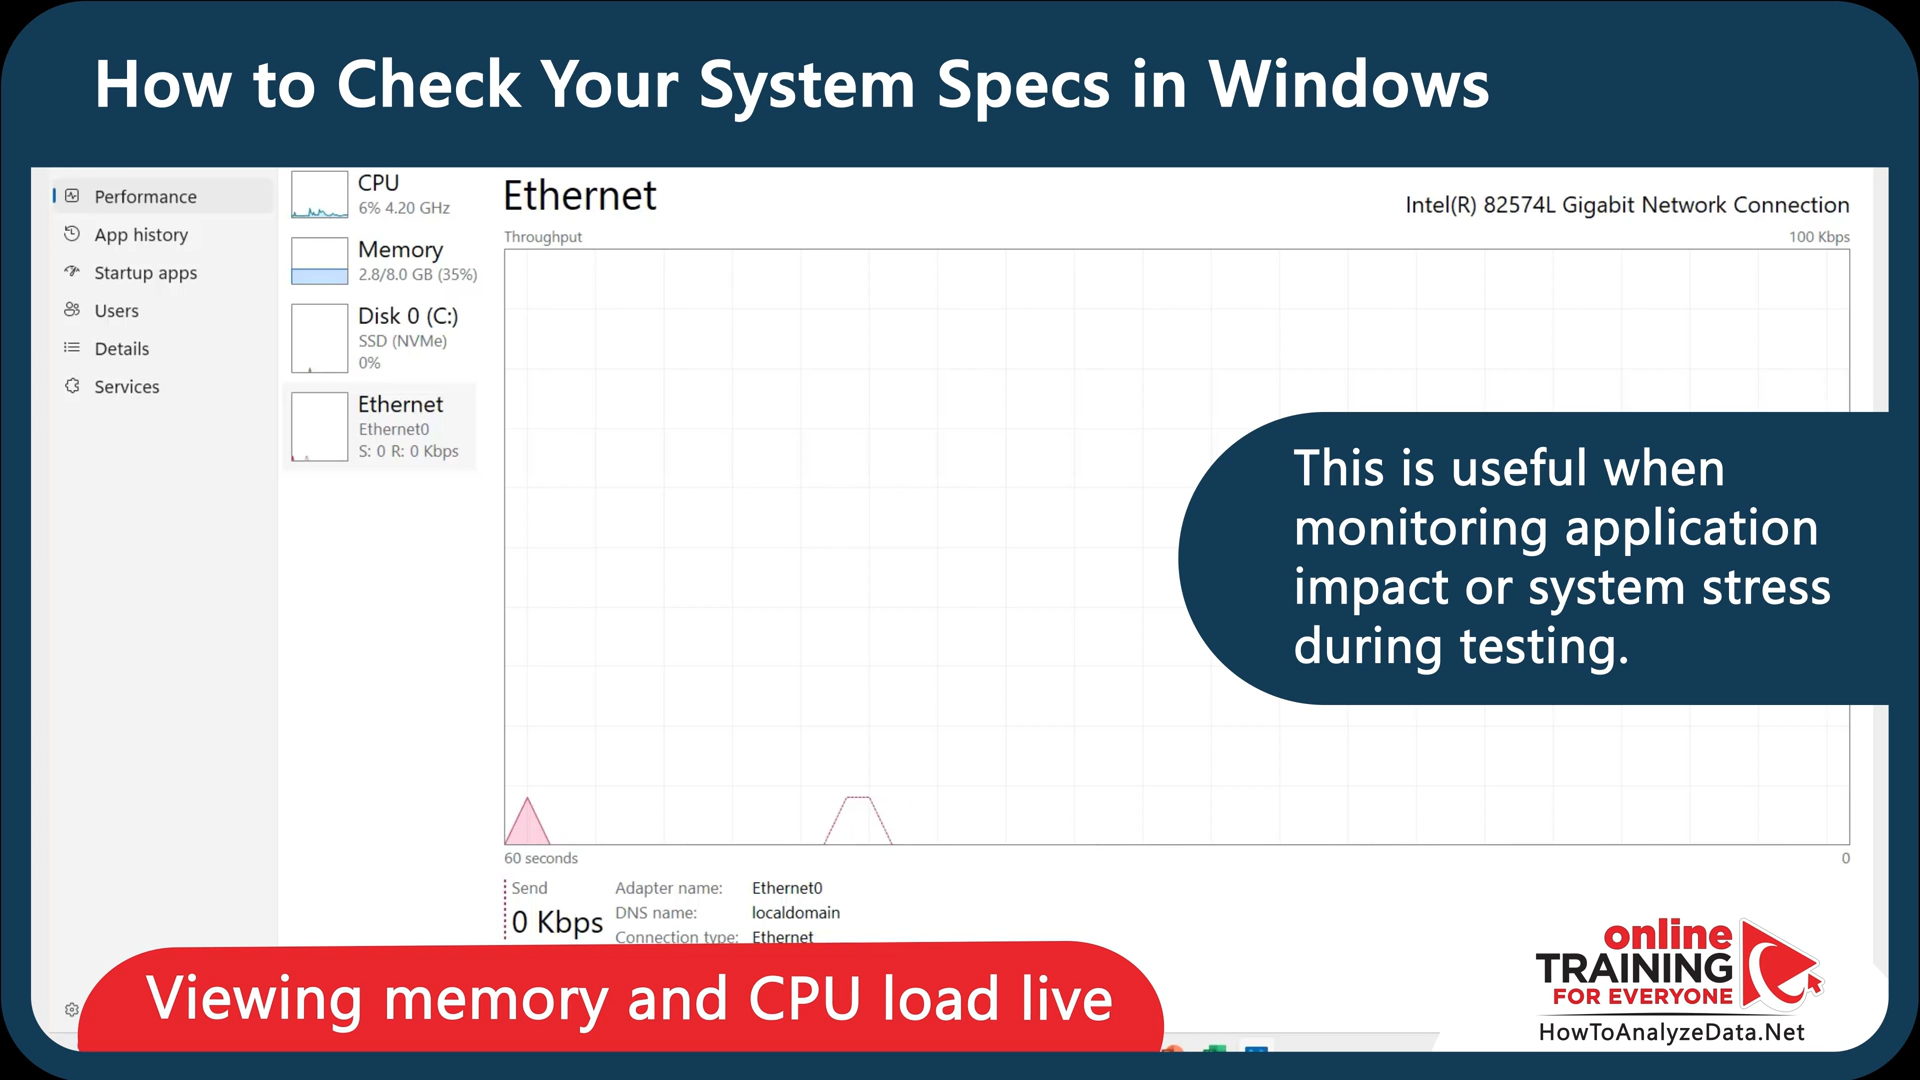 How to Check Your System Specs in Windows
Performance
App history
Startup apps
Users
Details
Services
CPU
6% 4.20 GHz
Memory
2.8/8.0 GB (35%)
Disk 0 (C:)
SSD (NVMe)
0%
Ethernet
Ethernet0
S: 0 R: 0 Kbps
Ethernet
Intel(R) 82574L Gigabit Network Connection
Throughput
100 Kbps
60 seconds
0
Send
0 Kbps
Adapter name: Ethernet0
DNS name: localdomain
Connection type: Ethernet
This is useful when
monitoring application
impact or system stress
during testing.
Viewing memory and CPU load live
online
TRAINING
FOR EVERYONE
HowToAnalyzeData.Net